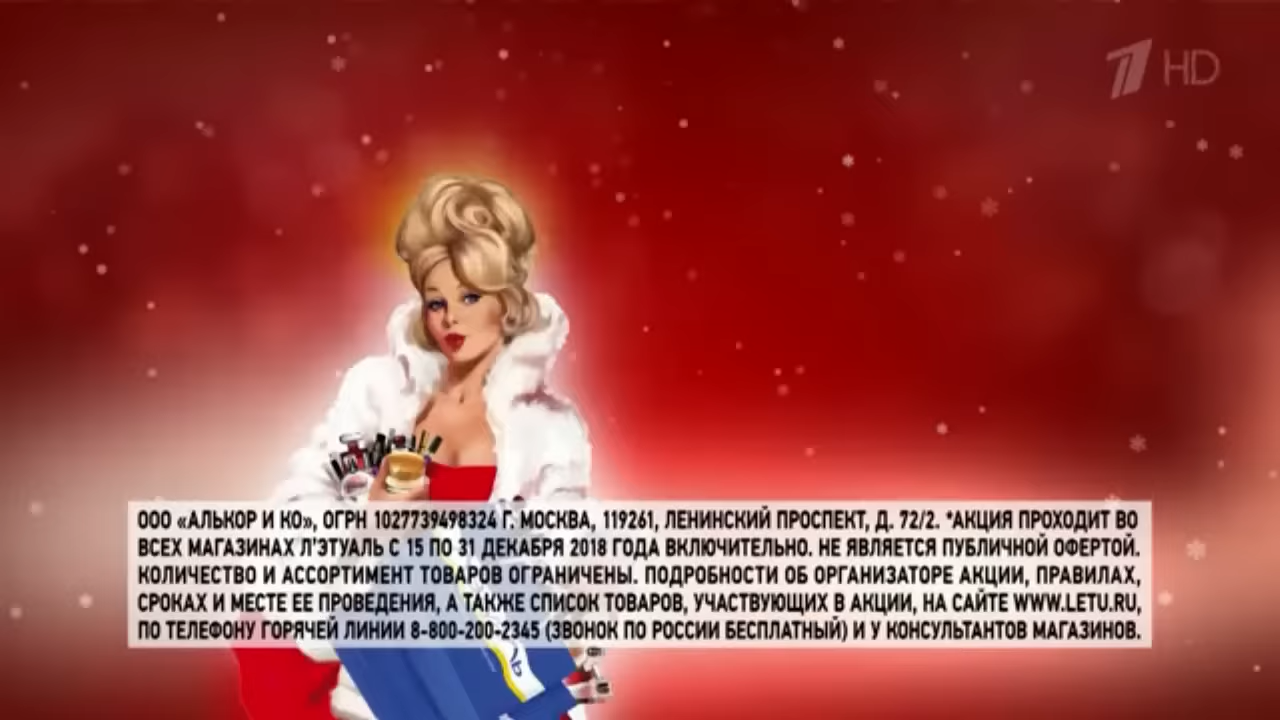 1 HD
ООО «АЛЬКОР И КО», ОГРН 1027739498324 Г. МОСКВА, 119261, ЛЕНИНСКИЙ ПРОСПЕКТ, Д. 72/2. *АКЦИЯ ПРОХОДИТ ВО
ВСЕХ МАГАЗИНАХ Л'ЭТУАЛЬ С 15 ПО 31 ДЕКАБРЯ 2018 ГОДА ВКЛЮЧИТЕЛЬНО. НЕ ЯВЛЯЕТСЯ ПУБЛИЧНОЙ ОФЕРТОЙ.
КОЛИЧЕСТВО И АССОРТИМЕНТ ТОВАРОВ ОГРАНИЧЕНЫ. ПОДРОБНОСТИ ОБ ОРГАНИЗАТОРЕ АКЦИИ, ПРАВИЛАХ,
СРОКАХ И МЕСТЕ ЕЕ ПРОВЕДЕНИЯ, А ТАКЖЕ СПИСОК ТОВАРОВ, УЧАСТВУЮЩИХ В АКЦИИ, НА САЙТЕ WWW.LETU.RU,
ПО ТЕЛЕФОНУ ГОРЯЧЕЙ ЛИНИИ 8-800-200-2345 (ЗВОНОК ПО РОССИИ БЕСПЛАТНЫЙ) И У КОНСУЛЬТАНТОВ МАГАЗИНОВ.